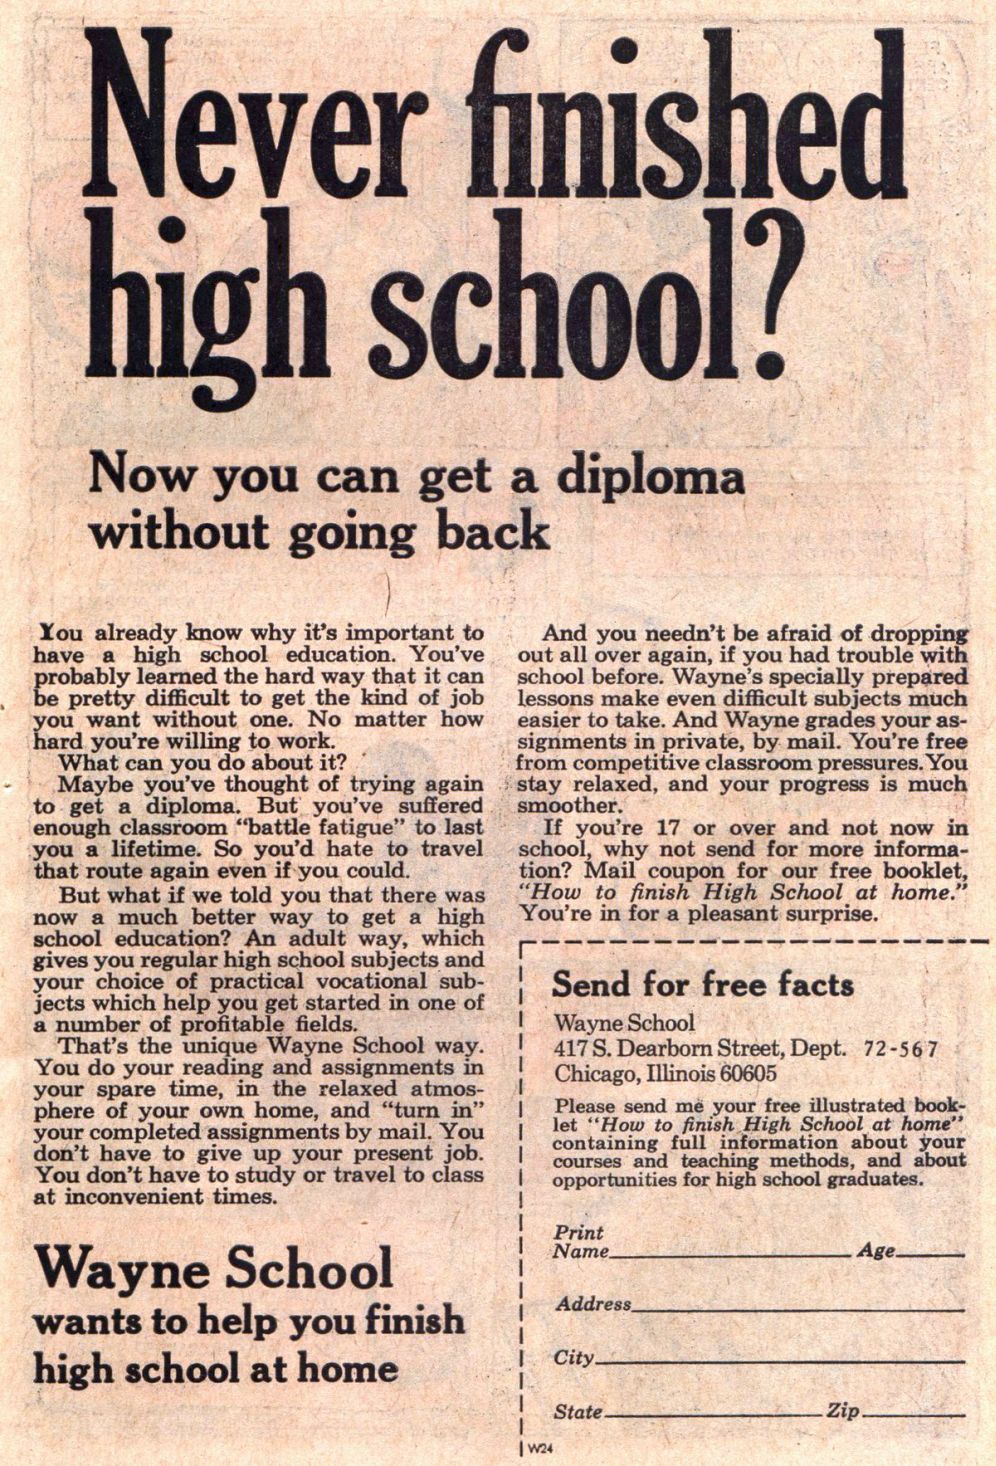 Never finished
high school?
Now you can get a diploma
without going back
You already know why it's important to
have a high school education. You've
probably learned the hard way that it can
be pretty difficult to get the kind of job
you want without one. No matter how
hard you're willing to work.
What can you do about it?
Maybe you've thought of trying again
to get a diploma. But you've suffered
enough classroom “battle fatigue” to last
you a lifetime. So you'd hate to travel
that route again even if you could.
But what if we told you that there was
now a much better way to get a high
school education? An adult way, which
gives you regular high school subjects and
your choice of practical vocational sub-
jects which help you get started in one of
a number of profitable fields.
That's the unique Wayne School way.
You do your reading and assignments in
your spare time, in the relaxed atmos-
phere of your own home, and “turn in”
your completed assignments by mail. You
don't have to give up your present job.
You don't have to study or travel to class
at inconvenient times.
Wayne School
wants to help you finish
high school at home
And you needn't be afraid of dropping
out all over again, if you had trouble with
school before. Wayne's specially prepared
lessons make even difficult subjects much
easier to take. And Wayne grades your as-
signments in private, by mail. You're free
from competitive classroom pressures. You
stay relaxed, and your progress is much
smoother.
If you're 17 or over and not now in
school, why not send for more informa-
tion? Mail coupon for our free booklet,
“How to finish High School at home.”
You're in for a pleasant surprise.
Send for free facts
Wayne School
417 S. Dearborn Street, Dept. 72-567
Chicago, Illinois 60605
Please send me your free illustrated book-
let “How to finish High School at home”
containing full information about your
courses and teaching methods, and about
opportunities for high school graduates.
Print
Name Age
Address
City
State Zip
W24